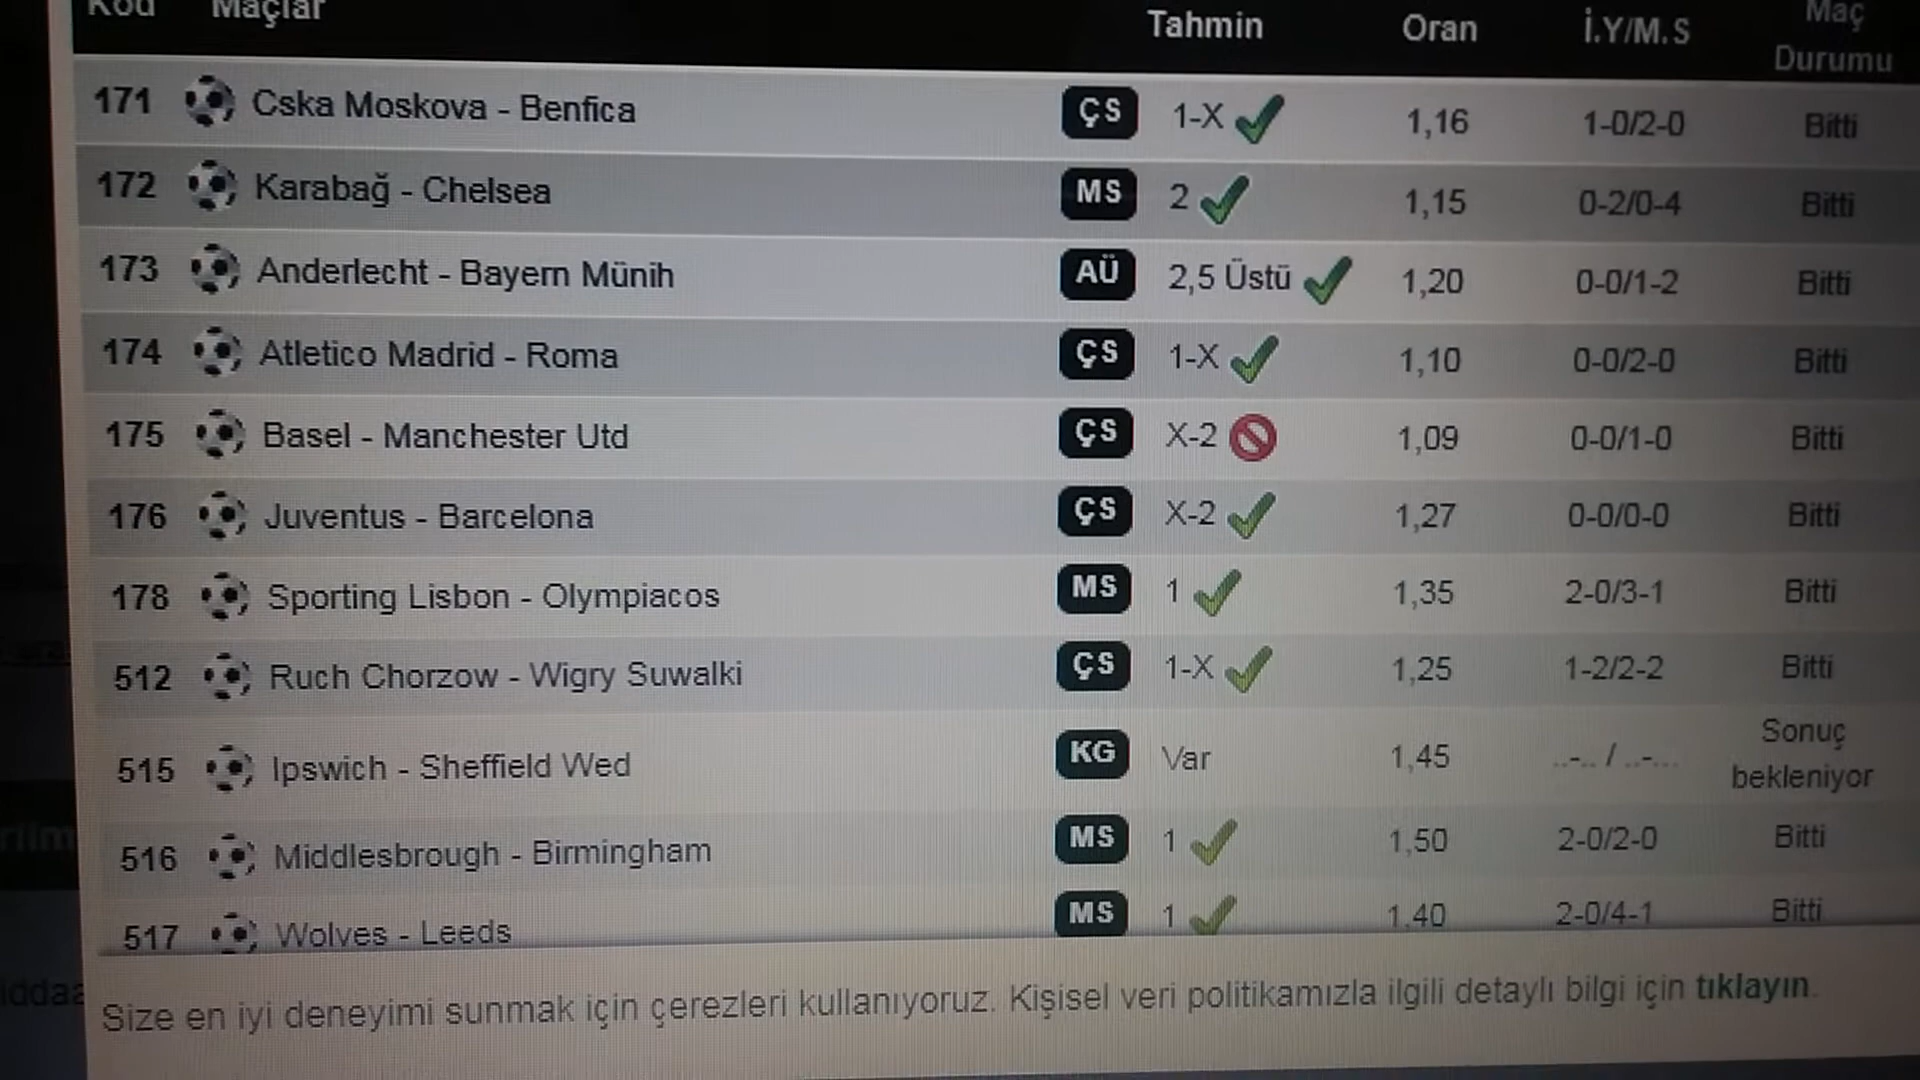 Kod Maçlar Tahmin Oran İ.Y/M.S Maç Durumu
171 Cska Moskova - Benfica ÇS 1-X 1,16 1-0/2-0 Bitti
172 Karabağ - Chelsea MS 2 1,15 0-2/0-4 Bitti
173 Anderlecht - Bayern Münih AÜ 2,5 Üstü 1,20 0-0/1-2 Bitti
174 Atletico Madrid - Roma ÇS 1-X 1,10 0-0/2-0 Bitti
175 Basel - Manchester Utd ÇS X-2 1,09 0-0/1-0 Bitti
176 Juventus - Barcelona ÇS X-2 1,27 0-0/0-0 Bitti
178 Sporting Lisbon - Olympiacos MS 1 1,35 2-0/3-1 Bitti
512 Ruch Chorzow - Wigry Suwalki ÇS 1-X 1,25 1-2/2-2 Bitti
515 Ipswich - Sheffield Wed KG Var 1,45 ..-.. / ..-... Sonuç bekleniyor
516 Middlesbrough - Birmingham MS 1 1,50 2-0/2-0 Bitti
517 Wolves - Leeds MS 1 1,40 2-0/4-1 Bitti
Size en iyi deneyimi sunmak için çerezleri kullanıyoruz. Kişisel veri politikamızla ilgili detaylı bilgi için tıklayın.